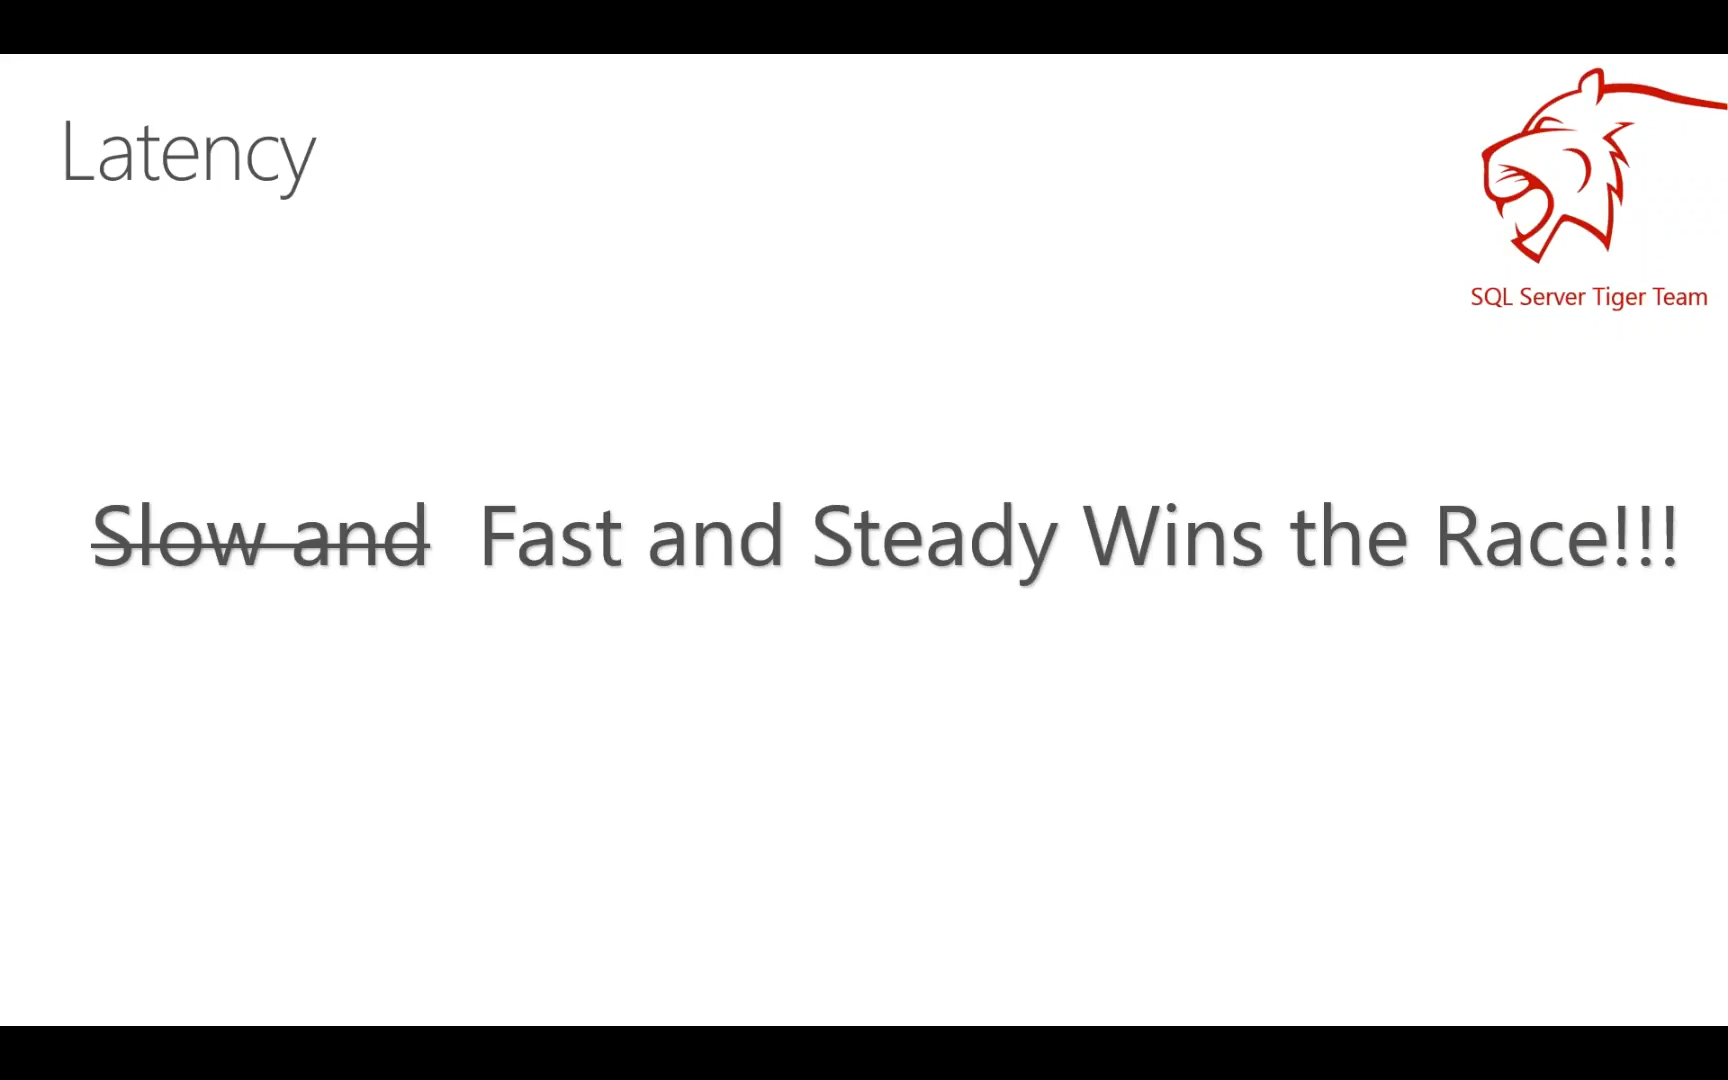 Latency
SQL Server Tiger Team
Slow and Fast and Steady Wins the Race!!!